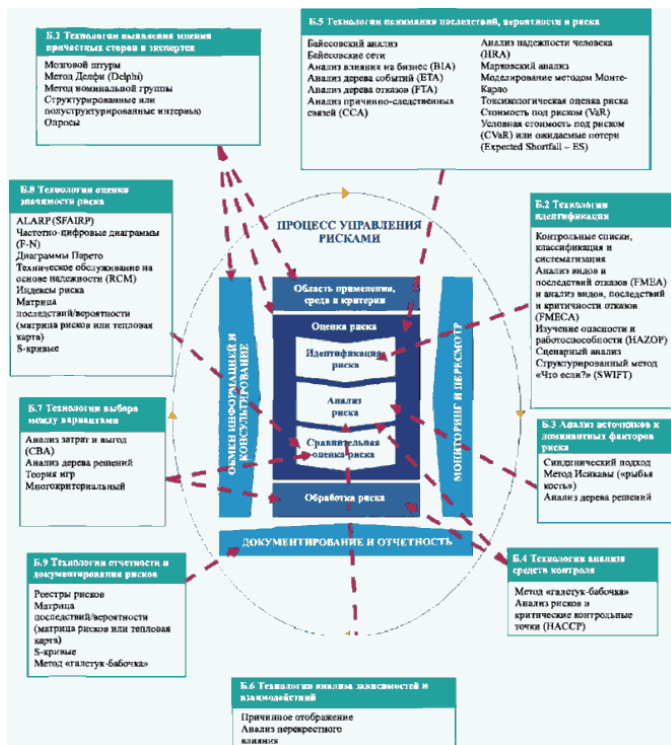 Б.1 Технологии выявления мнения
причастных сторон и экспертов
Мозговой штурм
Метод Делфи (Delphi)
Метод номинальной группы
Структурированные или
полуструктурированные интервью
Опросы
Б.5 Технологии понимания последствий, вероятности и риска
Байесовский анализ
Байесовские сети
Анализ влияния на бизнес (BIA)
Анализ дерева событий (ETA)
Анализ дерева отказов (FTA)
Анализ причинно-следственных
связей (CCA)
Анализ надежности человека
(HRA)
Марковский анализ
Моделирование методом Монте-
Карло
Токсикологическая оценка риска
Стоимость под риском (VaR)
Условная стоимость под риском
(CVaR) или ожидаемые потери
(Expected Shortfall – ES)
Б.8 Технологии оценки
значимости риска
ALARP (SFAIRP)
Частотно-цифровые диаграммы
(F-N)
Диаграммы Парето
Техническое обслуживание на
основе надежности (RCM)
Индексы риска
Матрица
последствий/вероятности
(матрица рисков или тепловая
карта)
S-кривые
ПРОЦЕСС УПРАВЛЕНИЯ
РИСКАМИ
Б.2 Технологии
идентификации
Контрольные списки,
классификация и
систематизация
Анализ видов и
последствий отказов (FMEA)
и анализ видов, последствий
и критичности отказов
(FMECA)
Изучение опасности и
работоспособности (HAZOP)
Сценарный анализ
Структурированный метод
«Что если?» (SWIFT)
Область применения,
среда и критерии
Оценка риска
Идентификация
риска
Анализ
риска
Сравнительная
оценка риска
Обработка риска
ОБМЕН ИНФОРМАЦИЕЙ И
КОНСУЛЬТИРОВАНИЕ
МОНИТОРИНГ И ПЕРЕСМОТР
ДОКУМЕНТИРОВАНИЕ И ОТЧЕТНОСТЬ
Б.7 Технологии выбора
между вариантами
Анализ затрат и выгод
(CBA)
Анализ дерева решений
Теория игр
Многокритериальный
Б.3 Анализ источников и
доминантных факторов
риска
Синдинический подход
Метод Исикавы («рыбья
кость»)
Анализ дерева решений
Б.9 Технологии отчетности и
документирования рисков
Реестры рисков
Матрица
последствий/вероятности
(матрица рисков или тепловая
карта)
S-кривые
Метод «галстук-бабочка»
Б.4 Технологии анализа
средств контроля
Метод «галстук-бабочка»
Анализ рисков и
критические контрольные
точки (HACCP)
Б.6 Технологии анализа зависимостей и
взаимодействий
Причинное отображение
Анализ перекрестного
влияния